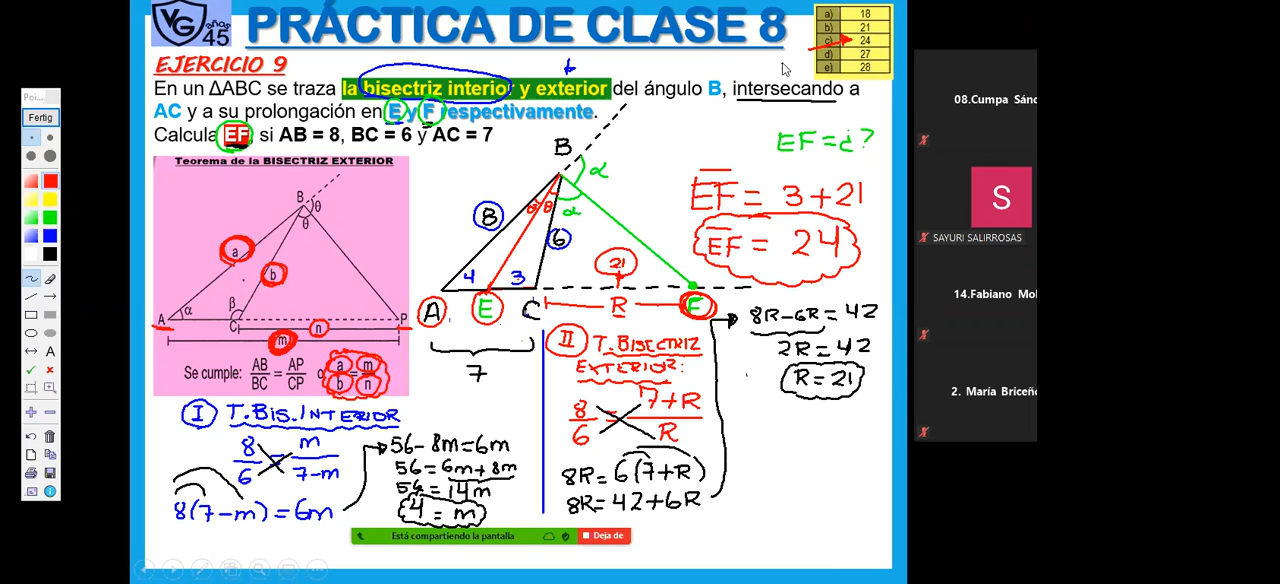 VG
años
45
PRÁCTICA DE CLASE 8
a) 18
b) 21
c) 24
d) 27
e) 28
EJERCICIO 9
En un ΔABC se traza la bisectriz interior y exterior del ángulo B, intersecando a
AC y a su prolongación en E y F respectivamente.
Calcula EF, si AB = 8, BC = 6 y AC = 7
Poi...
Fertig
Teorema de la BISECTRIZ EXTERIOR
B
θ
θ
a
b
α
β
A
C
P
n
m
Se cumple: AB/BC = AP/CP o a/b = m/n
B
α
α
θ
θ
8
6
4
3
21
A
E
C
R
F
7
EF = ¿?
EF = 3 + 21
EF = 24
I T. BIS. INTERIOR
8/6 = m/7-m
8(7-m) = 6m
56-8m=6m
56=6m+8m
56=14m
4 = m
II T. BISECTRIZ
EXTERIOR:
8/6 = 7+R/R
8R=6(7+R)
8R=42+6R
8R-6R=42
2R=42
R=21
Está compartiendo la pantalla
Deja de
08.Cumpa Sán
S
SAYURI SALIRROSAS
14.Fabiano Mo
2. María Briceñ